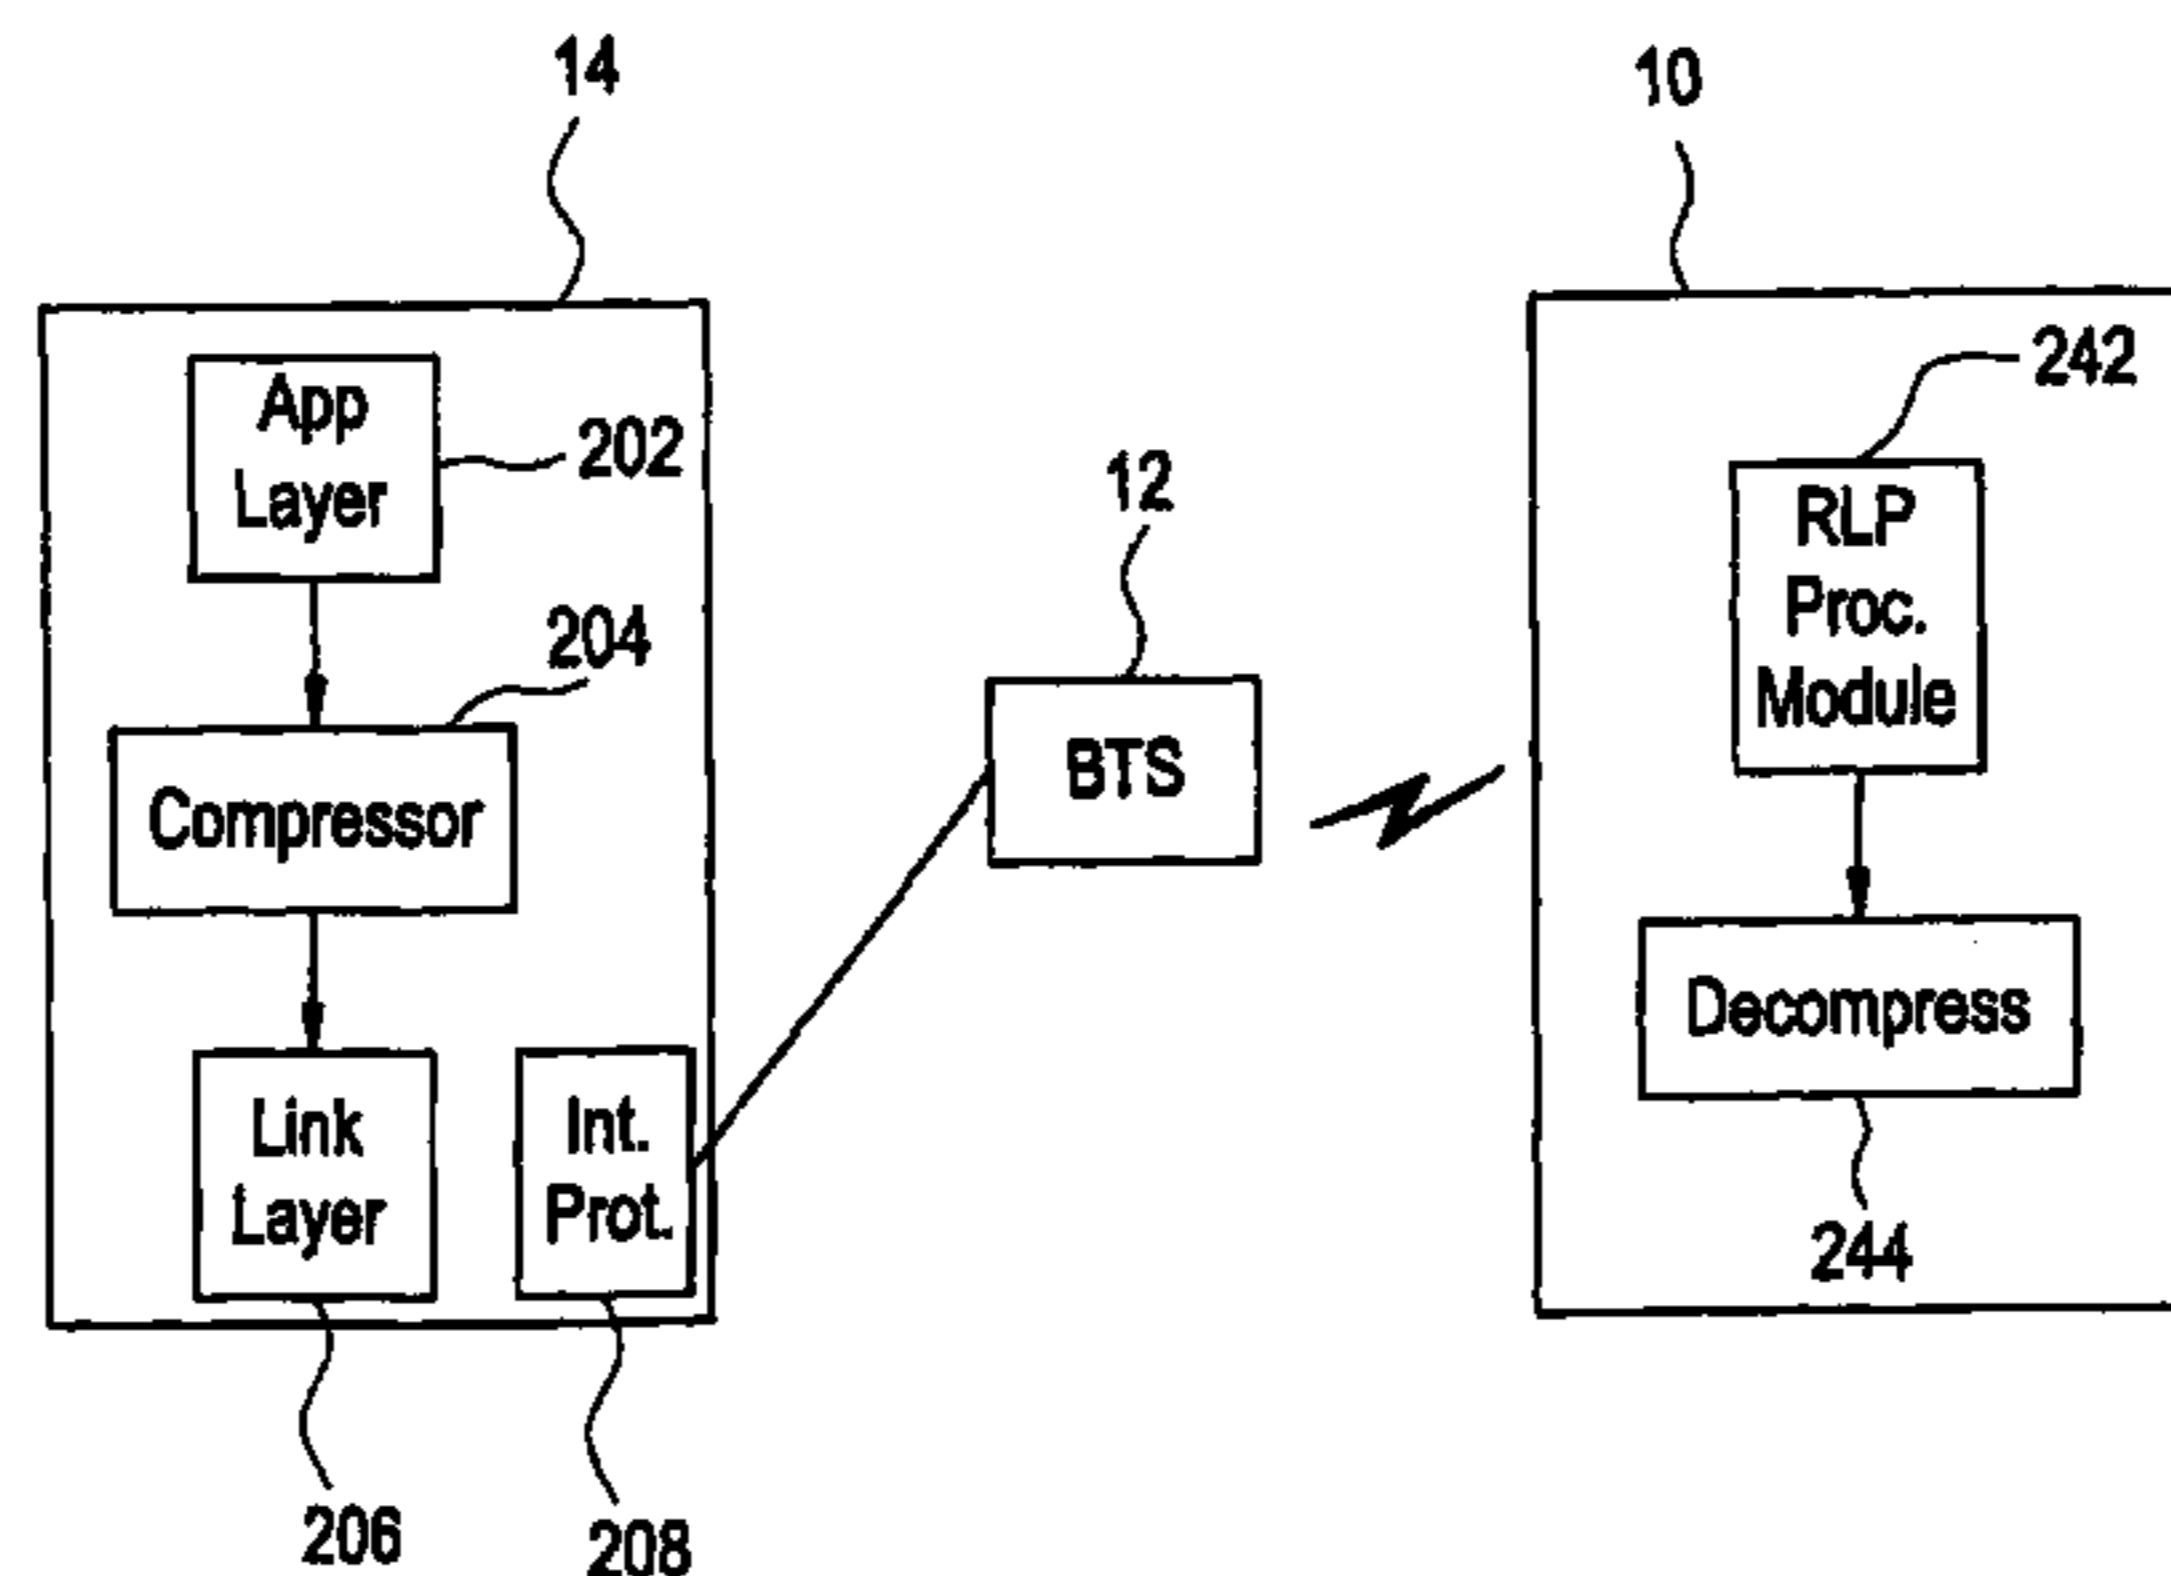 14
10
App
Layer
202
204
Compressor
Link
Layer
Int.
Prot.
206
208
12
BTS
242
RLP
Proc.
Module
Decompress
244